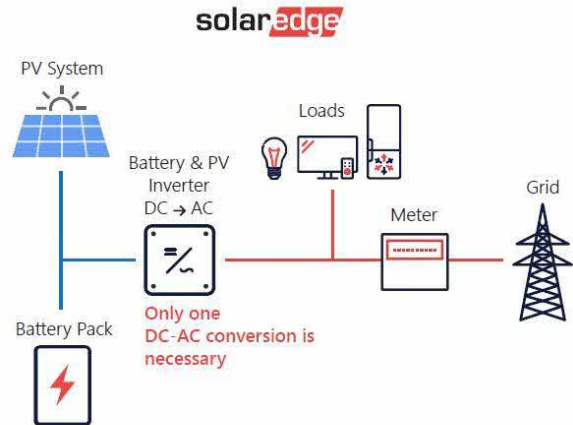 solaredge
PV System
Loads
Battery & PV
Inverter
DC → AC
Meter
Grid
Only one
DC-AC conversion is
necessary
Battery Pack